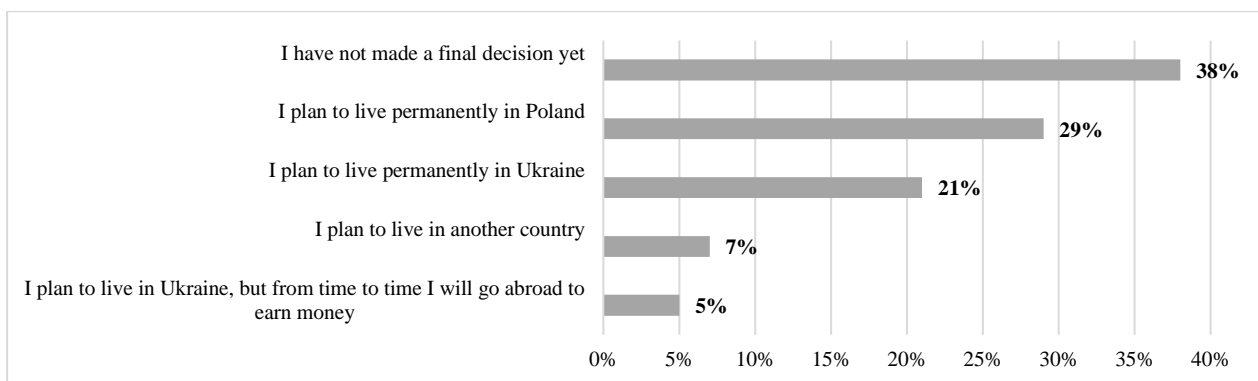 I have not made a final decision yet
38%
I plan to live permanently in Poland
29%
I plan to live permanently in Ukraine
21%
I plan to live in another country
7%
I plan to live in Ukraine, but from time to time I will go abroad to
earn money
5%
0% 5% 10% 15% 20% 25% 30% 35% 40%